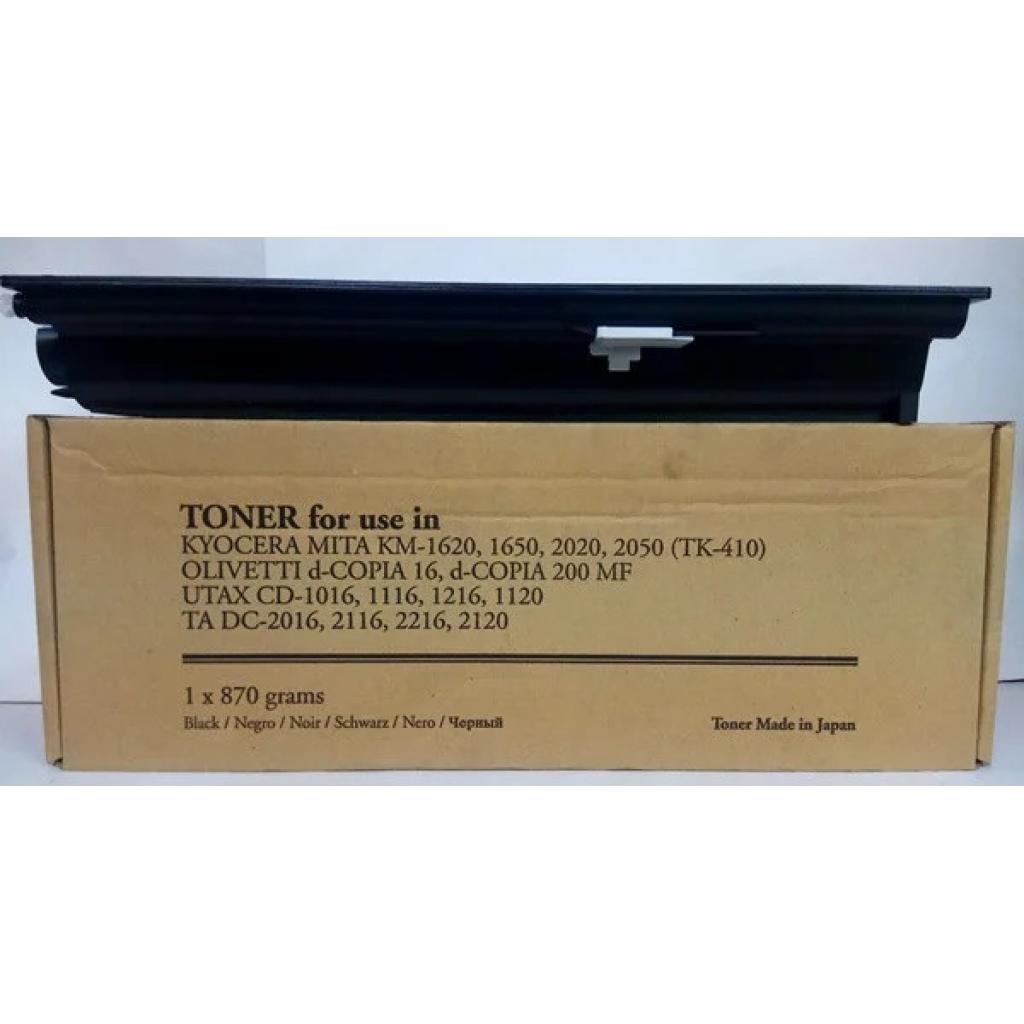 TONER for use in
KYOCERA MITA KM-1620, 1650, 2020, 2050 (TK-410)
OLIVETTI d-COPIA 16, d-COPIA 200 MF
UTAX CD-1016, 1116, 1216, 1120
TA DC-2016, 2116, 2216, 2120
1 x 870 grams
Black / Negro / Noir / Schwarz / Nero / Черный
Toner Made in Japan